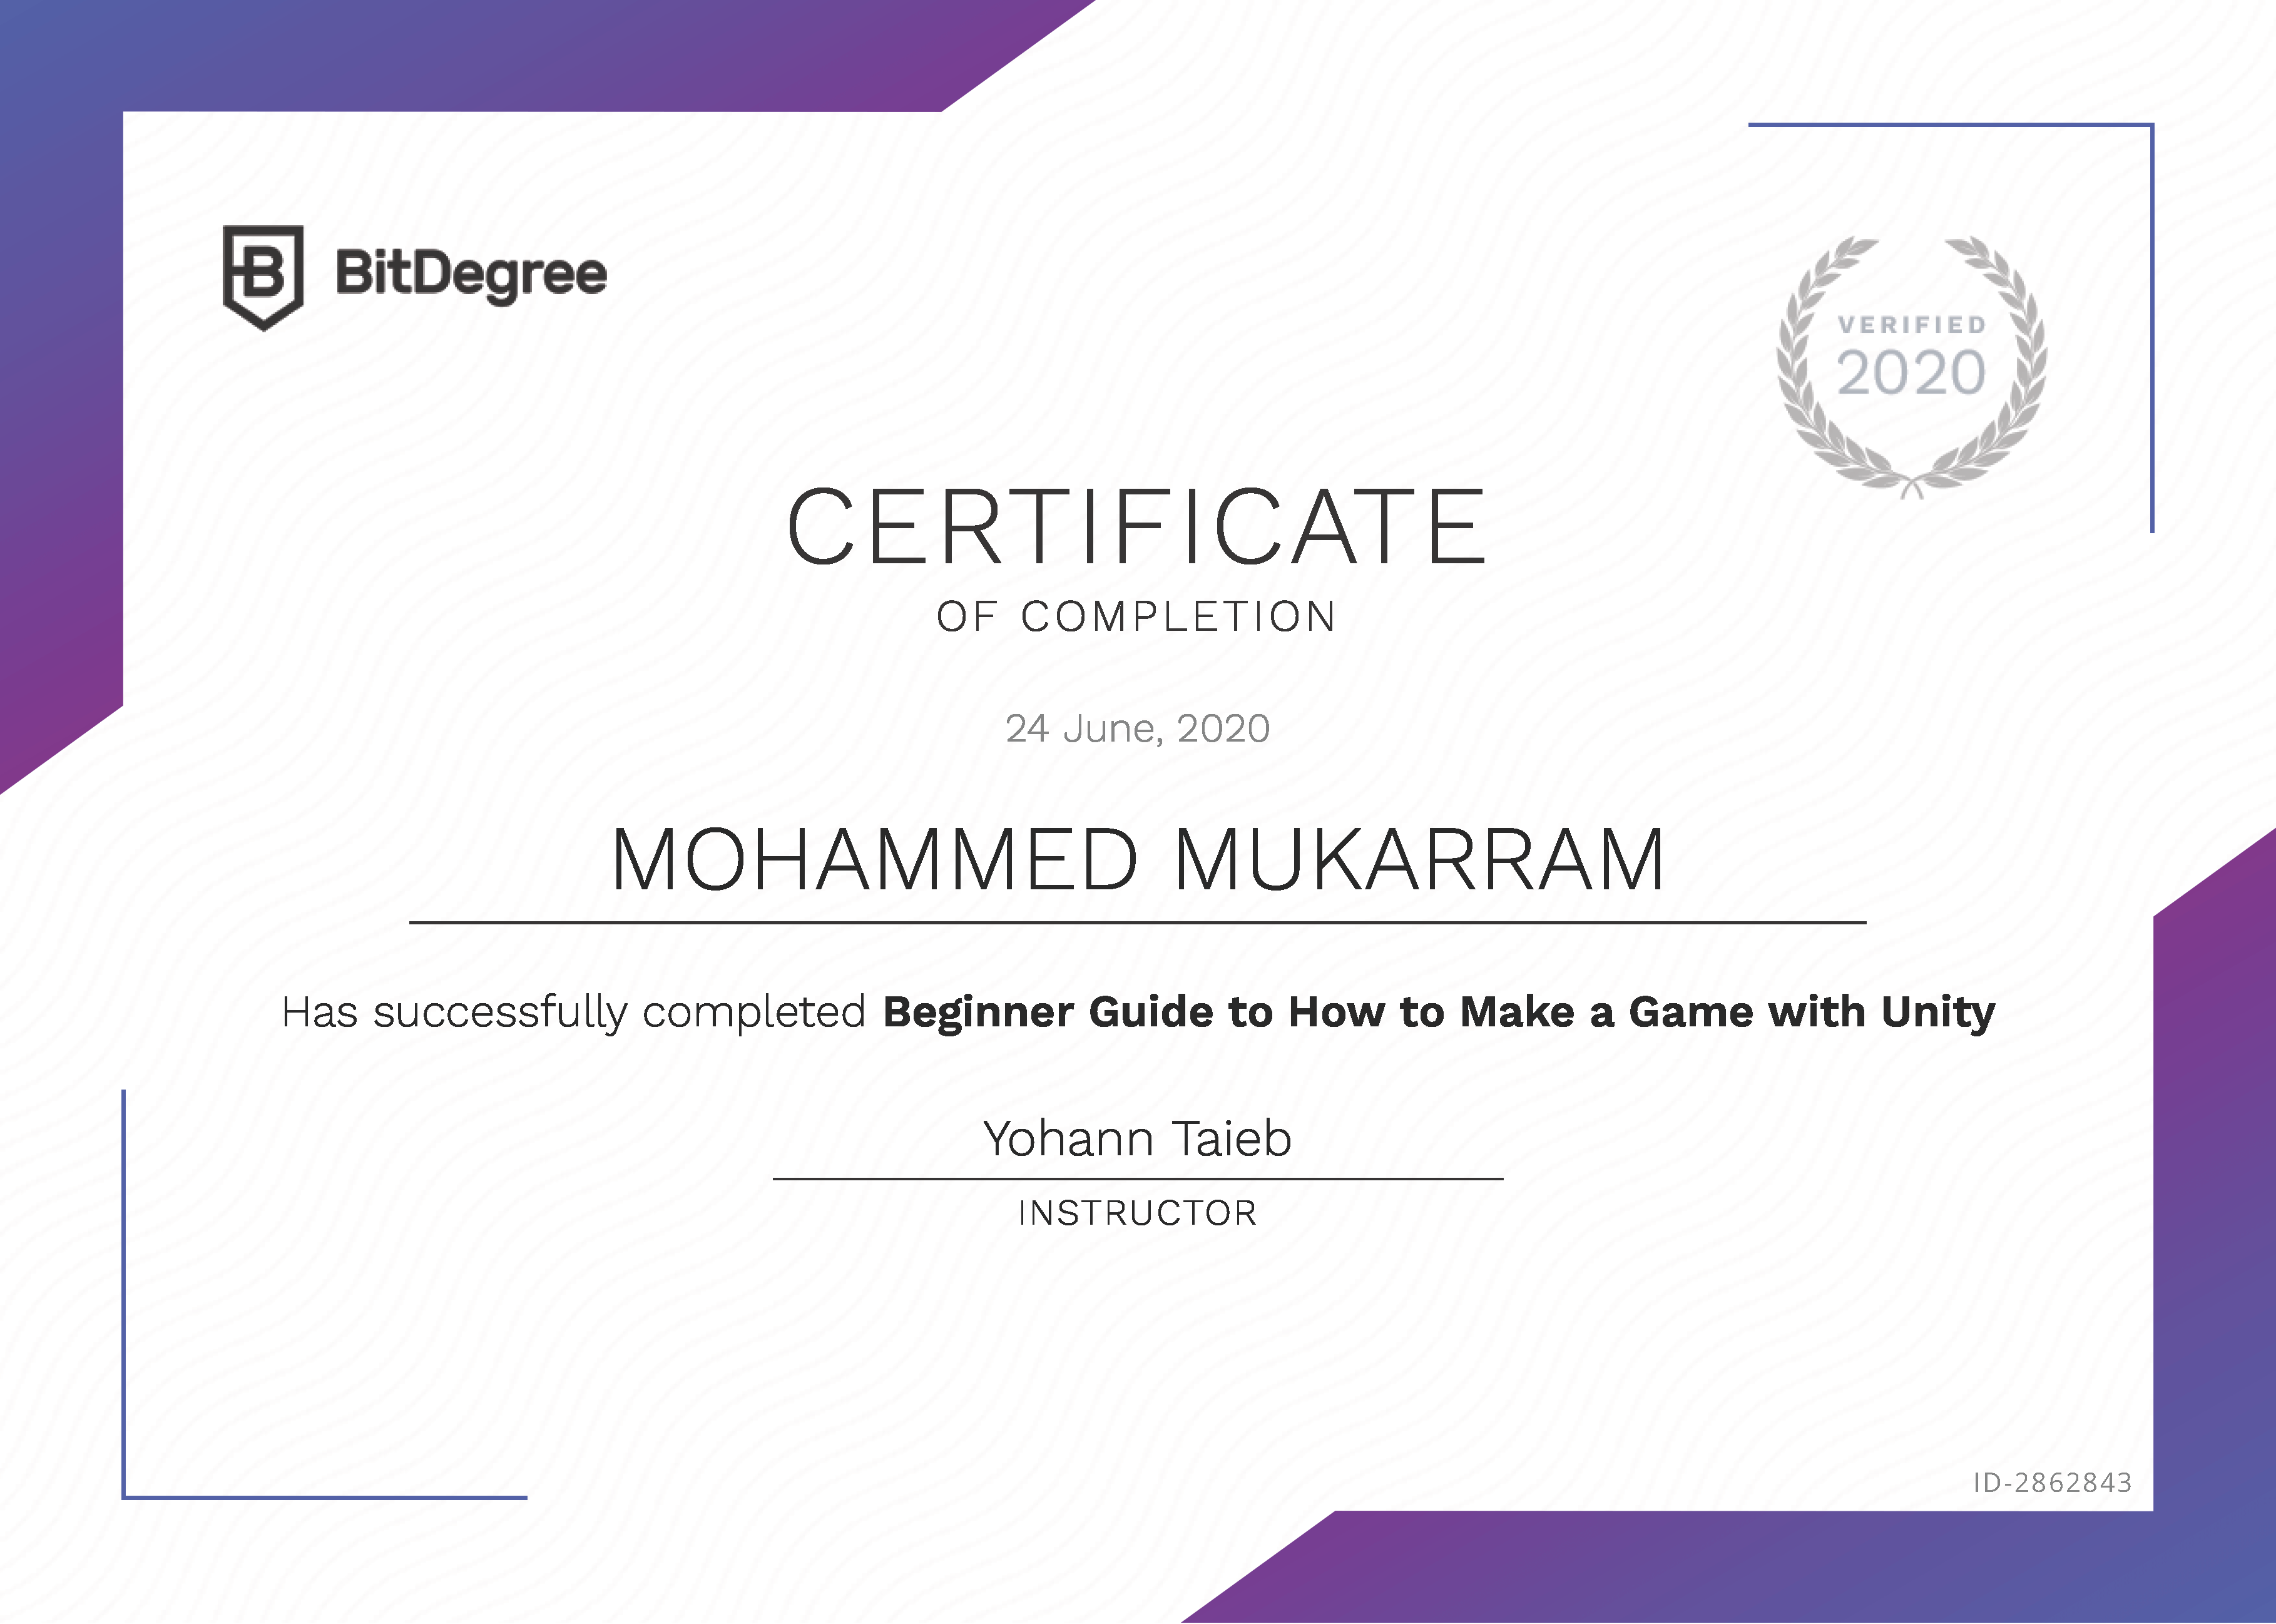 BitDegree
VERIFIED
2020
CERTIFICATE
OF COMPLETION
24 June, 2020
MOHAMMED MUKARRAM
Has successfully completed Beginner Guide to How to Make a Game with Unity
Yohann Taieb
INSTRUCTOR
ID-2862843